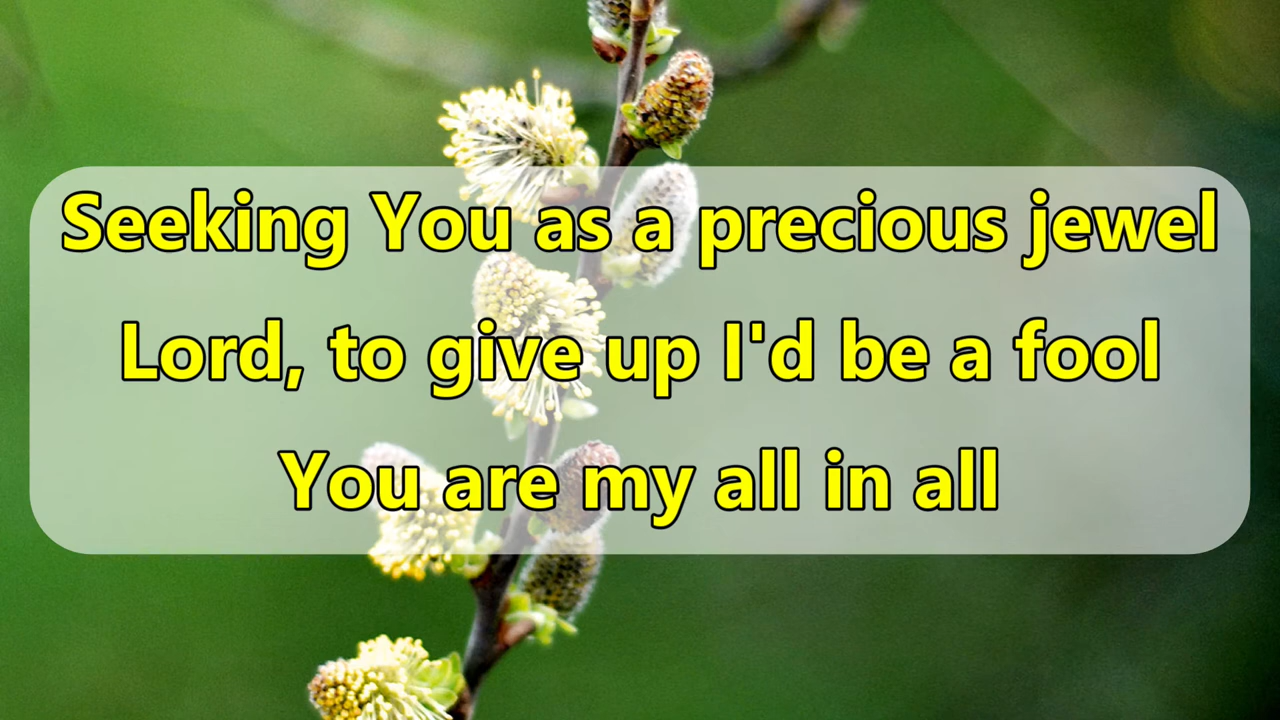 Seeking You as a precious jewel
Lord, to give up I'd be a fool
You are my all in all